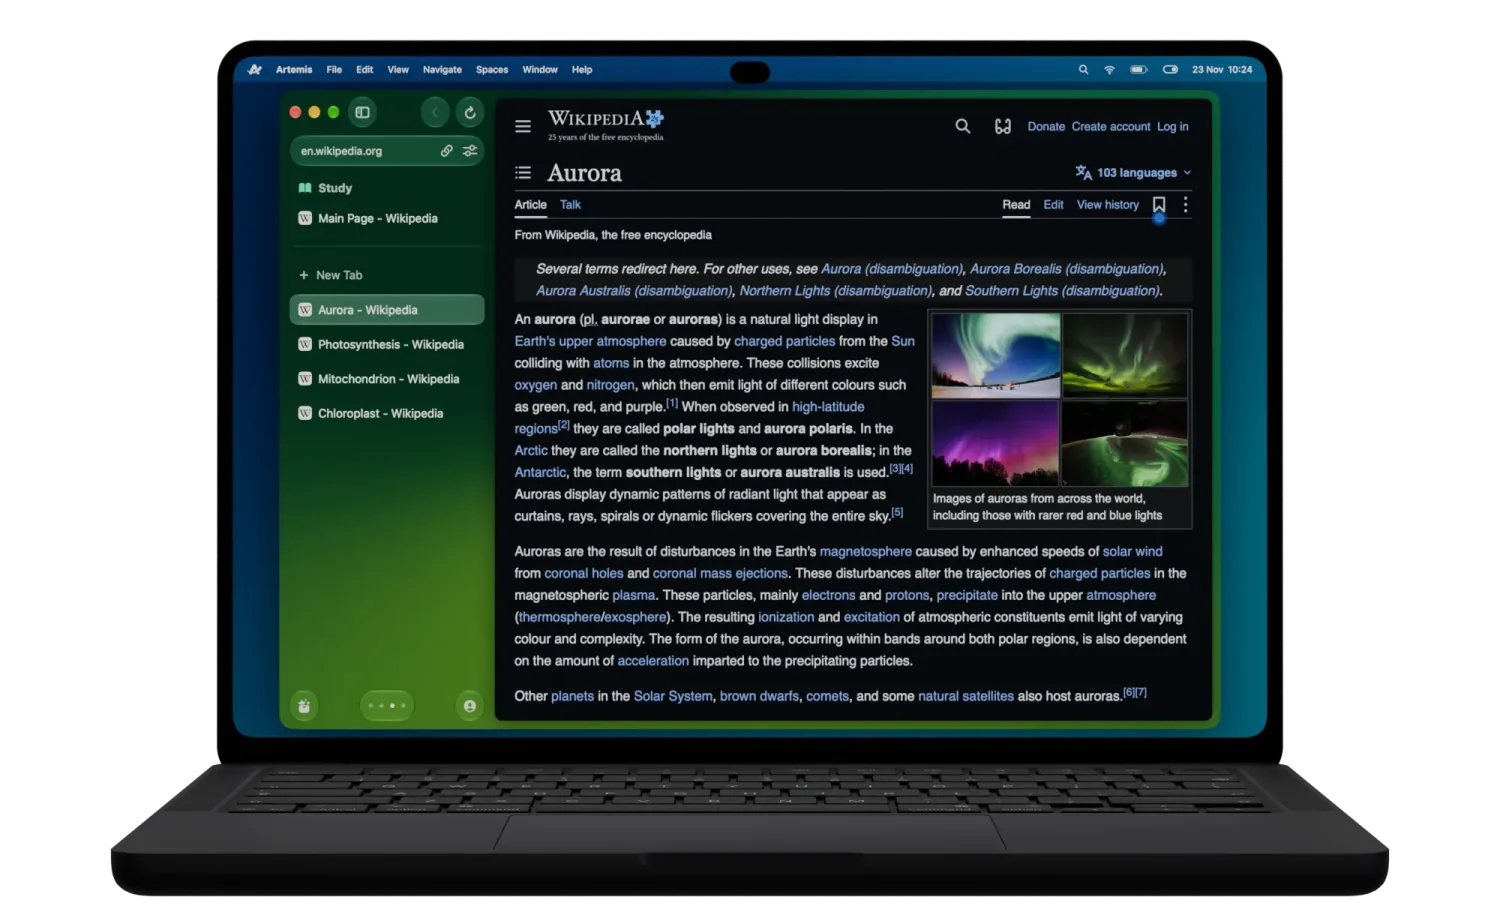 Artemis File Edit View Navigate Spaces Window Help
23 Nov 10:24
en.wikipedia.org
Study
Main Page - Wikipedia
New Tab
Aurora - Wikipedia
Photosynthesis - Wikipedia
Mitochondrion - Wikipedia
Chloroplast - Wikipedia
WIKIPEDIA
25 years of the free encyclopedia
Donate Create account Log in
Aurora
103 languages
Article Talk
Read Edit View history
From Wikipedia, the free encyclopedia
Several terms redirect here. For other uses, see Aurora (disambiguation), Aurora Borealis (disambiguation),
Aurora Australis (disambiguation), Northern Lights (disambiguation), and Southern Lights (disambiguation).
An aurora (pl. aurorae or auroras) is a natural light display in
Earth's upper atmosphere caused by charged particles from the Sun
colliding with atoms in the atmosphere. These collisions excite
oxygen and nitrogen, which then emit light of different colours such
as green, red, and purple.[1] When observed in high-latitude
regions[2] they are called polar lights and aurora polaris. In the
Arctic they are called the northern lights or aurora borealis; in the
Antarctic, the term southern lights or aurora australis is used.[3][4]
Auroras display dynamic patterns of radiant light that appear as
curtains, rays, spirals or dynamic flickers covering the entire sky.[5]
Images of auroras from across the world,
including those with rarer red and blue lights
Auroras are the result of disturbances in the Earth's magnetosphere caused by enhanced speeds of solar wind
from coronal holes and coronal mass ejections. These disturbances alter the trajectories of charged particles in the
magnetospheric plasma. These particles, mainly electrons and protons, precipitate into the upper atmosphere
(thermosphere/exosphere). The resulting ionization and excitation of atmospheric constituents emit light of varying
colour and complexity. The form of the aurora, occurring within bands around both polar regions, is also dependent
on the amount of acceleration imparted to the precipitating particles.
Other planets in the Solar System, brown dwarfs, comets, and some natural satellites also host auroras.[6][7]